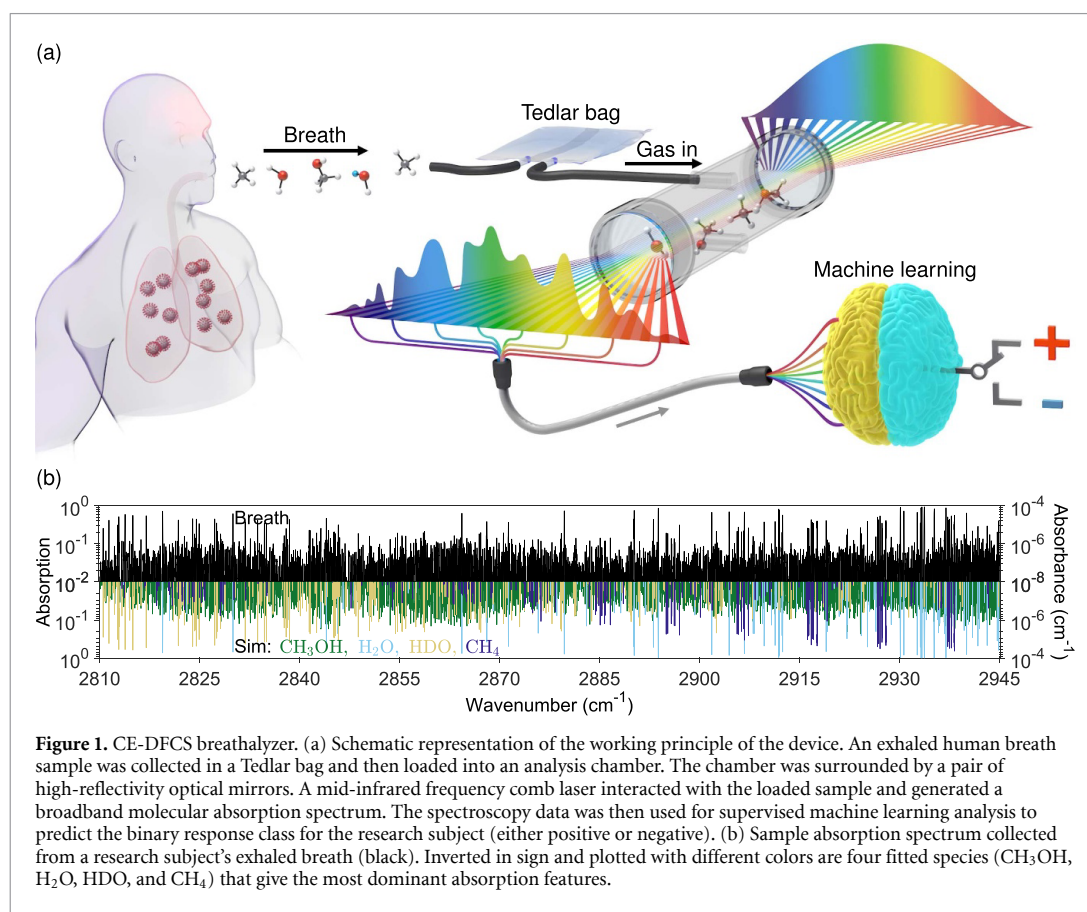 (a)
Breath
Tedlar bag
Gas in
Machine learning
+
-
(b)
Breath
Sim: CH₃OH, H₂O, HDO, CH₄
Absorption
10⁰
10⁻¹
10⁻²
10⁻¹
10⁰
Absorbance (cm⁻¹)
10⁻⁴
10⁻⁶
10⁻⁸
10⁻⁶
10⁻⁴
2810 2825 2840 2855 2870 2885 2900 2915 2930 2945
Wavenumber (cm⁻¹)
Figure 1. CE-DFCS breathalyzer. (a) Schematic representation of the working principle of the device. An exhaled human breath
sample was collected in a Tedlar bag and then loaded into an analysis chamber. The chamber was surrounded by a pair of
high-reflectivity optical mirrors. A mid-infrared frequency comb laser interacted with the loaded sample and generated a
broadband molecular absorption spectrum. The spectroscopy data was then used for supervised machine learning analysis to
predict the binary response class for the research subject (either positive or negative). (b) Sample absorption spectrum collected
from a research subject's exhaled breath (black). Inverted in sign and plotted with different colors are four fitted species (CH₃OH,
H₂O, HDO, and CH₄) that give the most dominant absorption features.